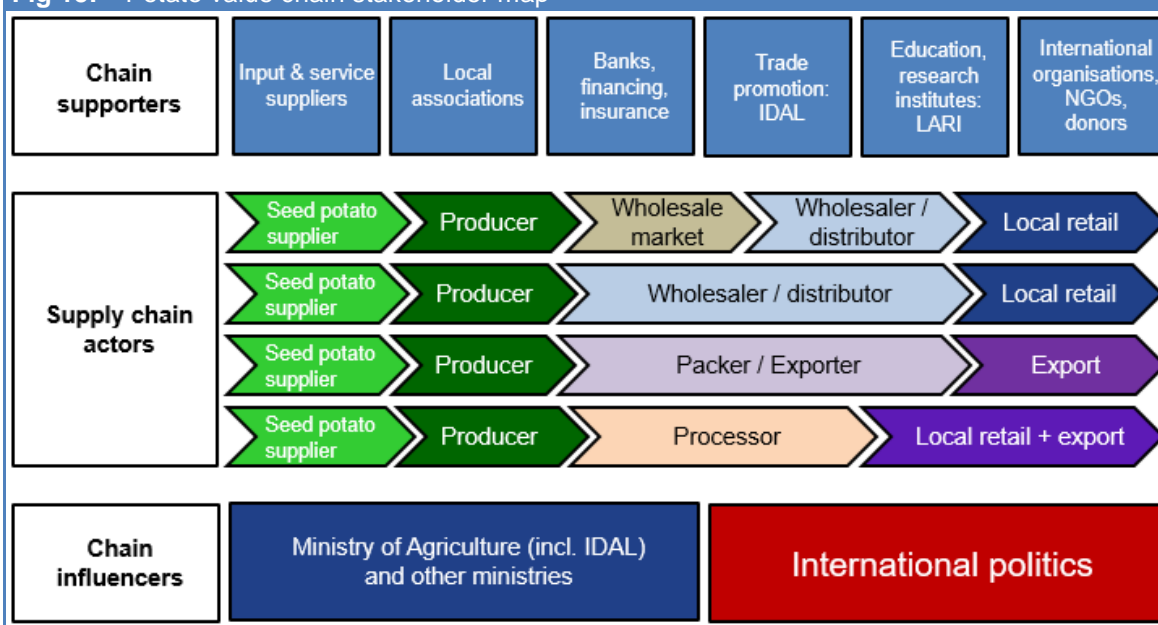 Fig 16. Potato value chain stakeholder map
Chain
supporters
Input & service
suppliers
Local
associations
Banks,
financing,
insurance
Trade
promotion:
IDAL
Education,
research
institutes:
LARI
International
organisations,
NGOs,
donors
Supply chain
actors
Seed potato
supplier
Producer
Wholesale
market
Wholesaler /
distributor
Local retail
Seed potato
supplier
Producer
Wholesaler / distributor
Local retail
Seed potato
supplier
Producer
Packer / Exporter
Export
Seed potato
supplier
Producer
Processor
Local retail + export
Chain
influencers
Ministry of Agriculture (incl. IDAL)
and other ministries
International politics